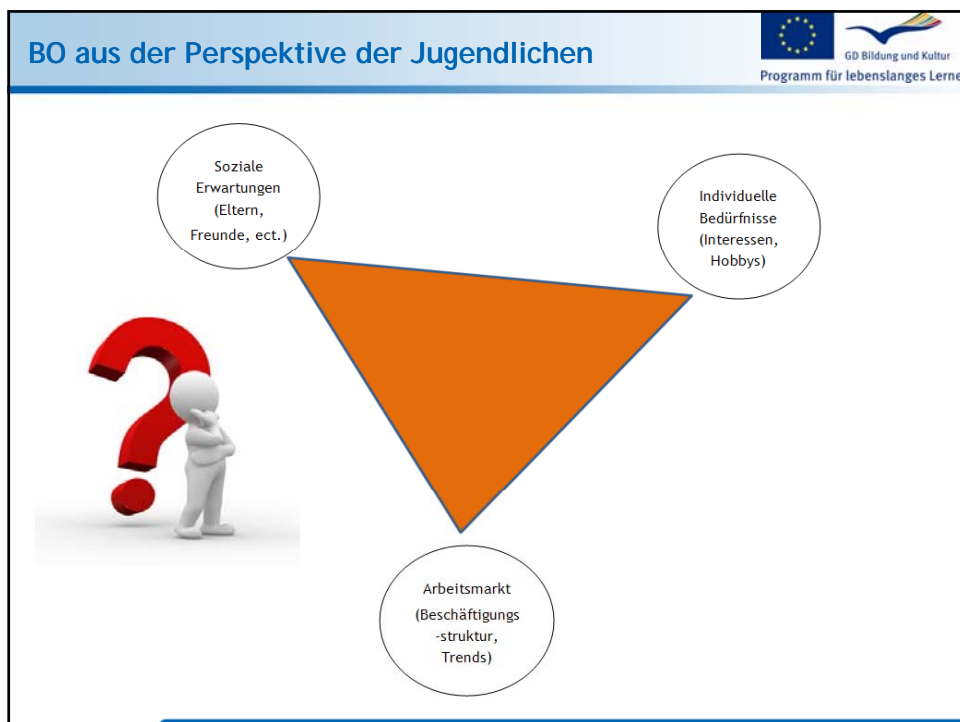 BO aus der Perspektive der Jugendlichen
GD Bildung und Kultur
Programm für lebenslanges Lerne
Soziale
Erwartungen
(Eltern,
Freunde, ect.)
Individuelle
Bedürfnisse
(Interessen,
Hobbys)
Arbeitsmarkt
(Beschäftigungs
-struktur,
Trends)